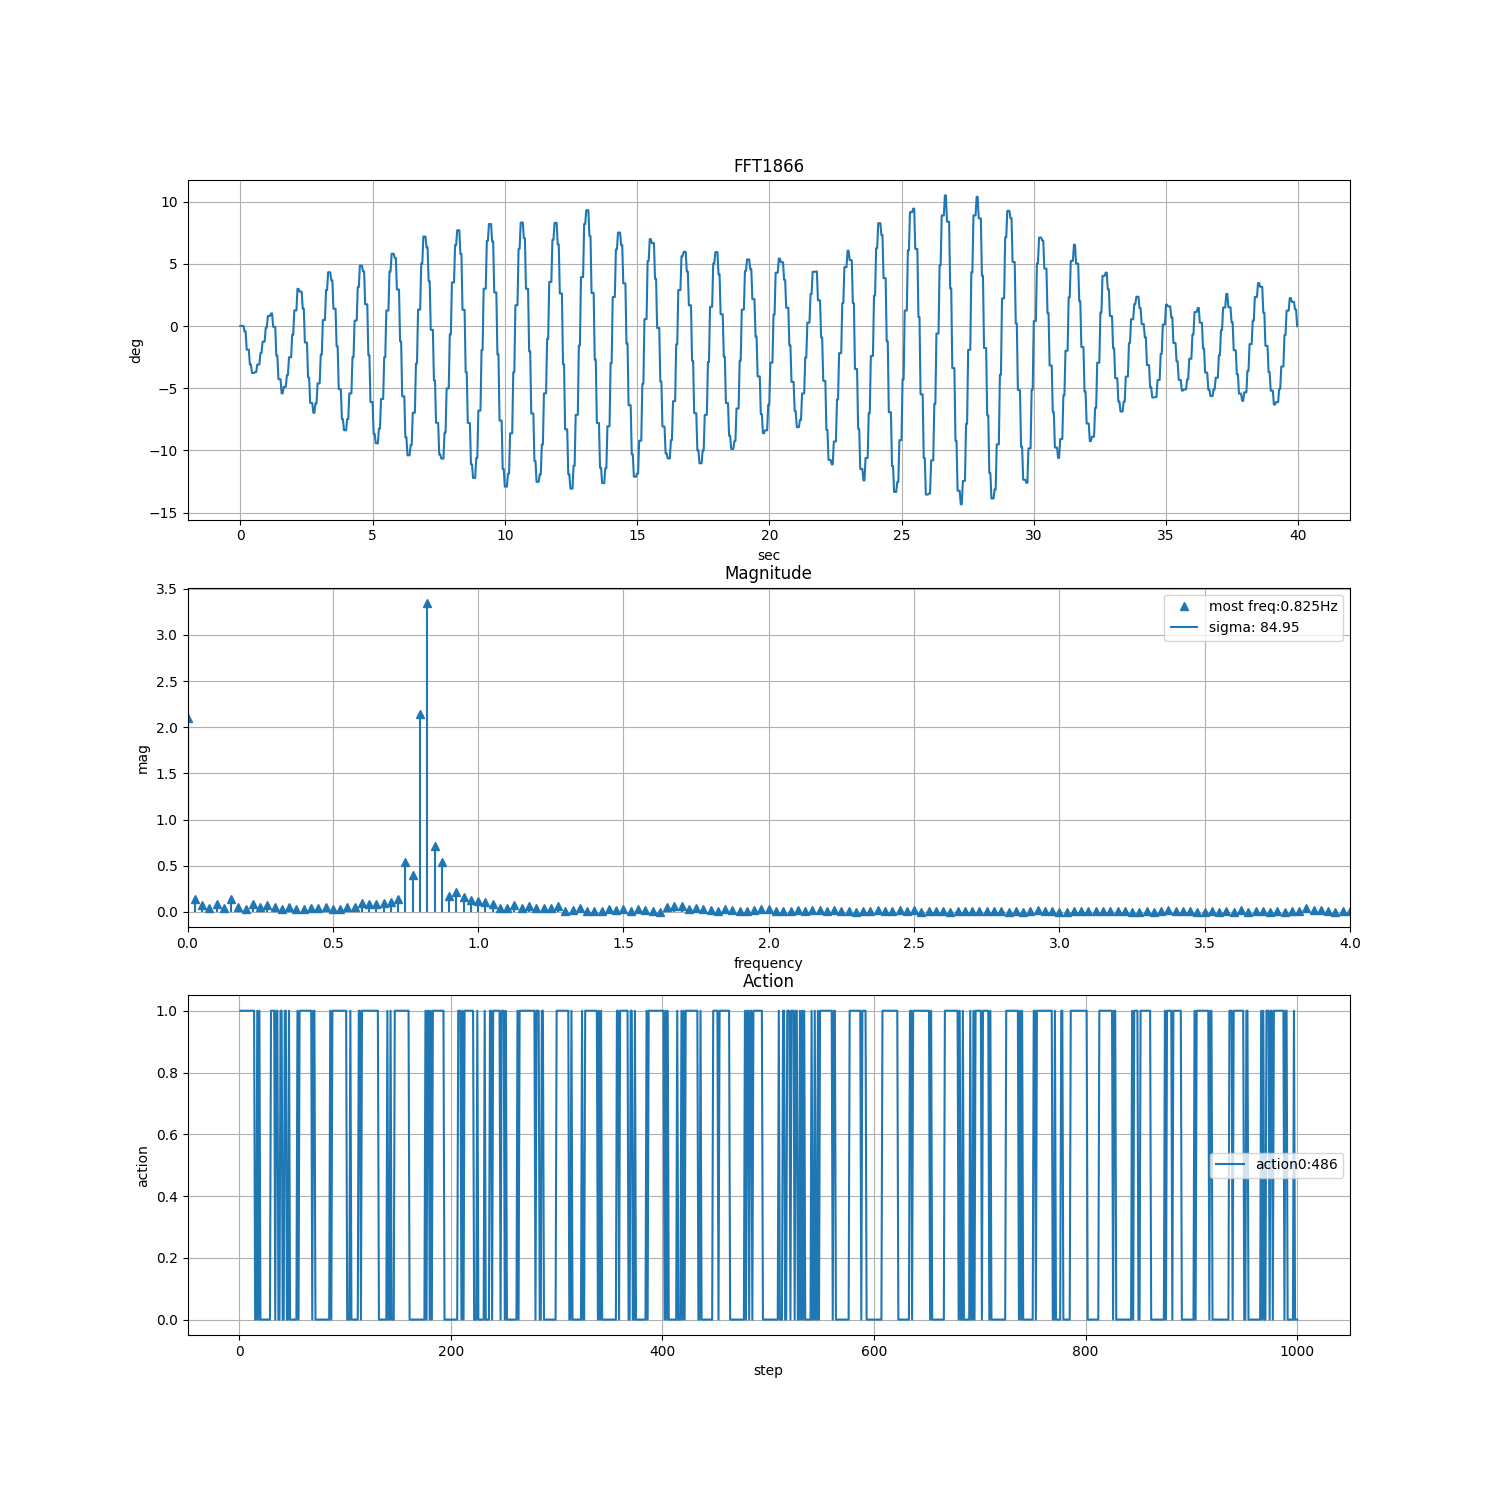 FFT1866
10
5
0
−5
−10
−15
deg
0 5 10 15 20 25 30 35 40
sec
Magnitude
3.5
3.0
2.5
2.0
1.5
1.0
0.5
0.0
mag
most freq:0.825Hz
sigma: 84.95
0.0 0.5 1.0 1.5 2.0 2.5 3.0 3.5 4.0
frequency
Action
1.0
0.8
0.6
0.4
0.2
0.0
action
action0:486
0 200 400 600 800 1000
step